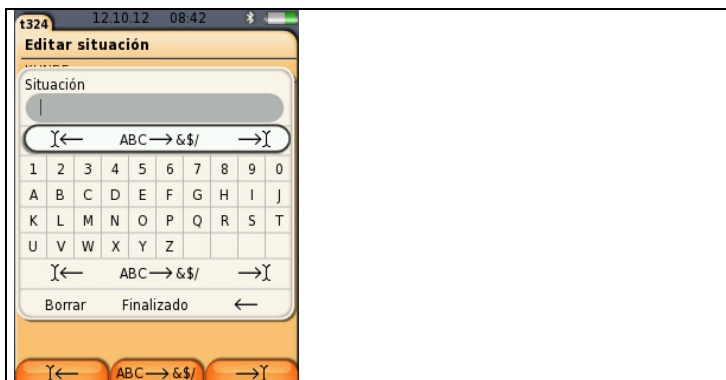 t324 12.10.12 08:42
Editar situación
Situación
ABC→&$/
1 2 3 4 5 6 7 8 9 0
A B C D E F G H I J
K L M N O P Q R S T
U V W X Y Z
ABC→&$/
Borrar Finalizado ←
ABC→&$/